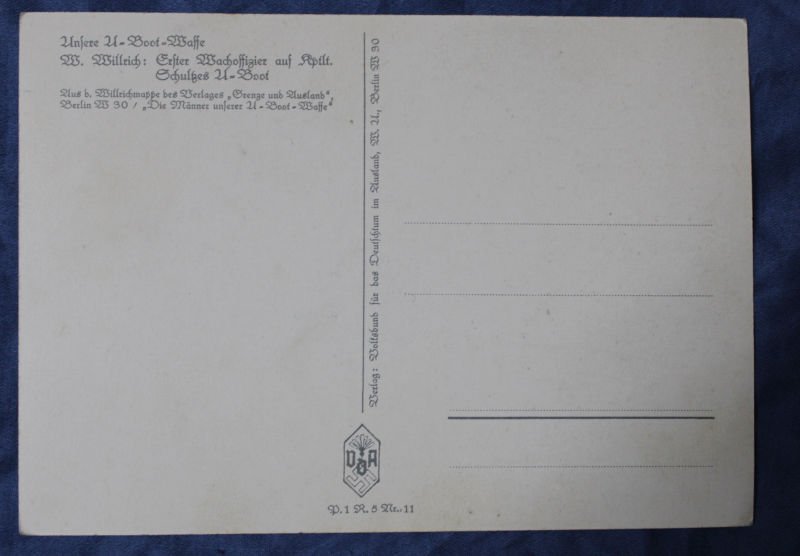 Unsere U-Boot-Waffe
W. Willrich: Erster Wachoffizier auf Kptlt.
Schultzes U-Boot
Aus d. Willrichmappe des Verlages „Grenze und Ausland“,
Berlin W 30 / „Die Männer unserer U-Boot-Waffe“
Verlag: Volksbund für das Deutschtum im Ausland, W. U., Berlin W 30
VDA
P. 1 R. 5 Nr. 11